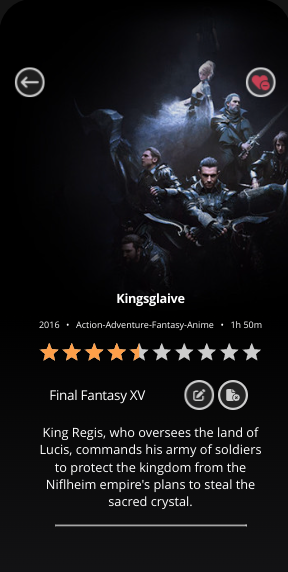 Kingsglaive
2016 • Action-Adventure-Fantasy-Anime • 1h 50m
Final Fantasy XV
King Regis, who oversees the land of
Lucis, commands his army of soldiers
to protect the kingdom from the
Niflheim empire's plans to steal the
sacred crystal.